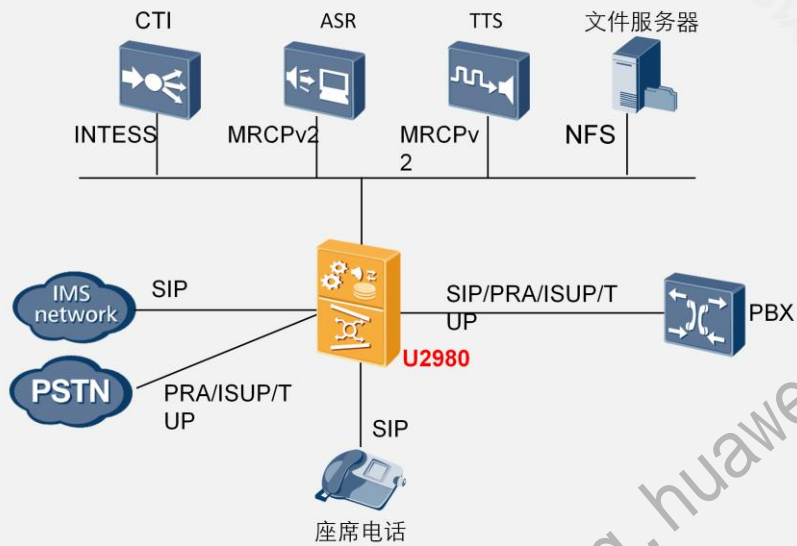 CTI
ASR
TTS
文件服务器
INTESS
MRCPv2
MRCPv
2
NFS
IMS
network
SIP
SIP/PRA/ISUP/T
UP
PBX
U2980
PSTN
PRA/ISUP/T
UP
SIP
座席电话
g.huawe